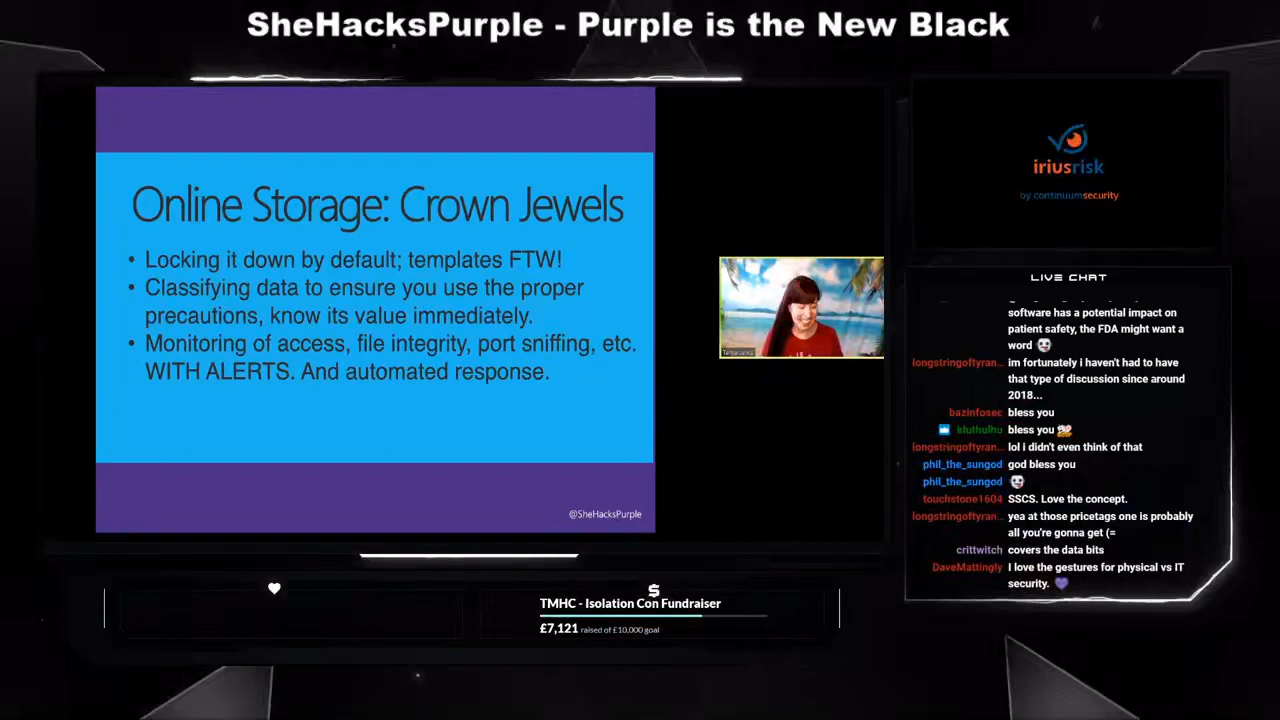 SheHacksPurple - Purple is the New Black
Online Storage: Crown Jewels
• Locking it down by default; templates FTW!
• Classifying data to ensure you use the proper
precautions, know its value immediately.
• Monitoring of access, file integrity, port sniffing, etc.
WITH ALERTS. And automated response.
@SheHacksPurple
iriusrisk
by continuumsecurity
LIVE CHAT
software has a potential impact on
patient safety, the FDA might want a
word
longstringoftyran... im fortunately i haven't had to have
that type of discussion since around
2018...
bazinfosec bless you
kluthulhu bless you
longstringoftyran... lol i didn't even think of that
phil_the_sungod god bless you
phil_the_sungod
touchstone1604 SSCS. Love the concept.
longstringoftyran... yea at those pricetags one is probably
all you're gonna get (=
crittwitch covers the data bits
DaveMattingly I love the gestures for physical vs IT
security.
$
TMHC - Isolation Con Fundraiser
£7,121 raised of £10,000 goal